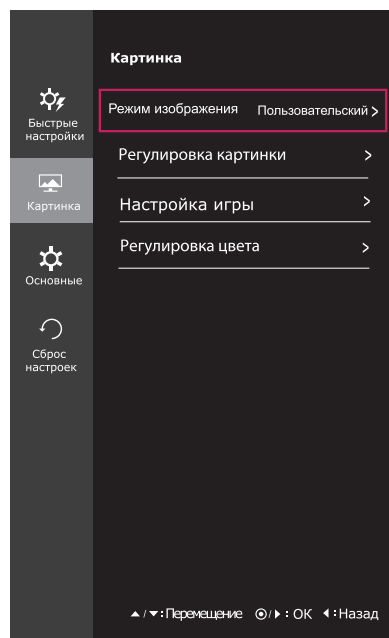 Картинка
Быстрые
настройки
Картинка
Основные
Сброс
настроек
Режим изображения Пользовательский >
Регулировка картинки >
Настройка игры >
Регулировка цвета >
▲ / ▼ : Перемещение ⊙ / ▶ : OK ◀ : Назад